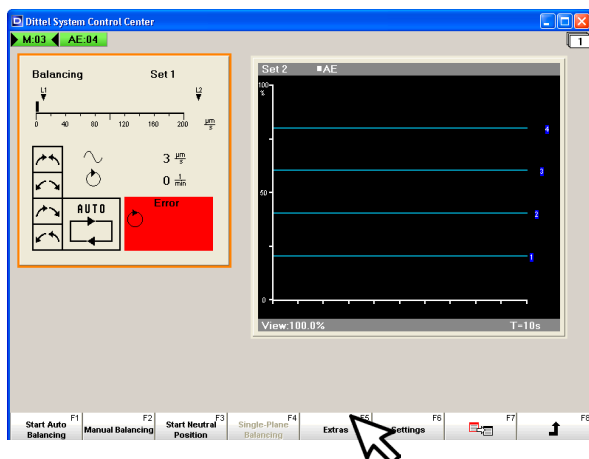 Dittel System Control Center
M:03 AE:04
1
Balancing Set 1
L1 L2
0 40 80 120 160 200 µm/s
3 µm/s
0 1/min
AUTO
Error
Set 2 AE
100
%
50
0
4
3
2
1
View:100.0% T=10s
F1 F2 F3 F4 F5 F6 F7 F8
Start Auto Balancing
Manual Balancing
Start Neutral Position
Single-Plane Balancing
Extras
Settings